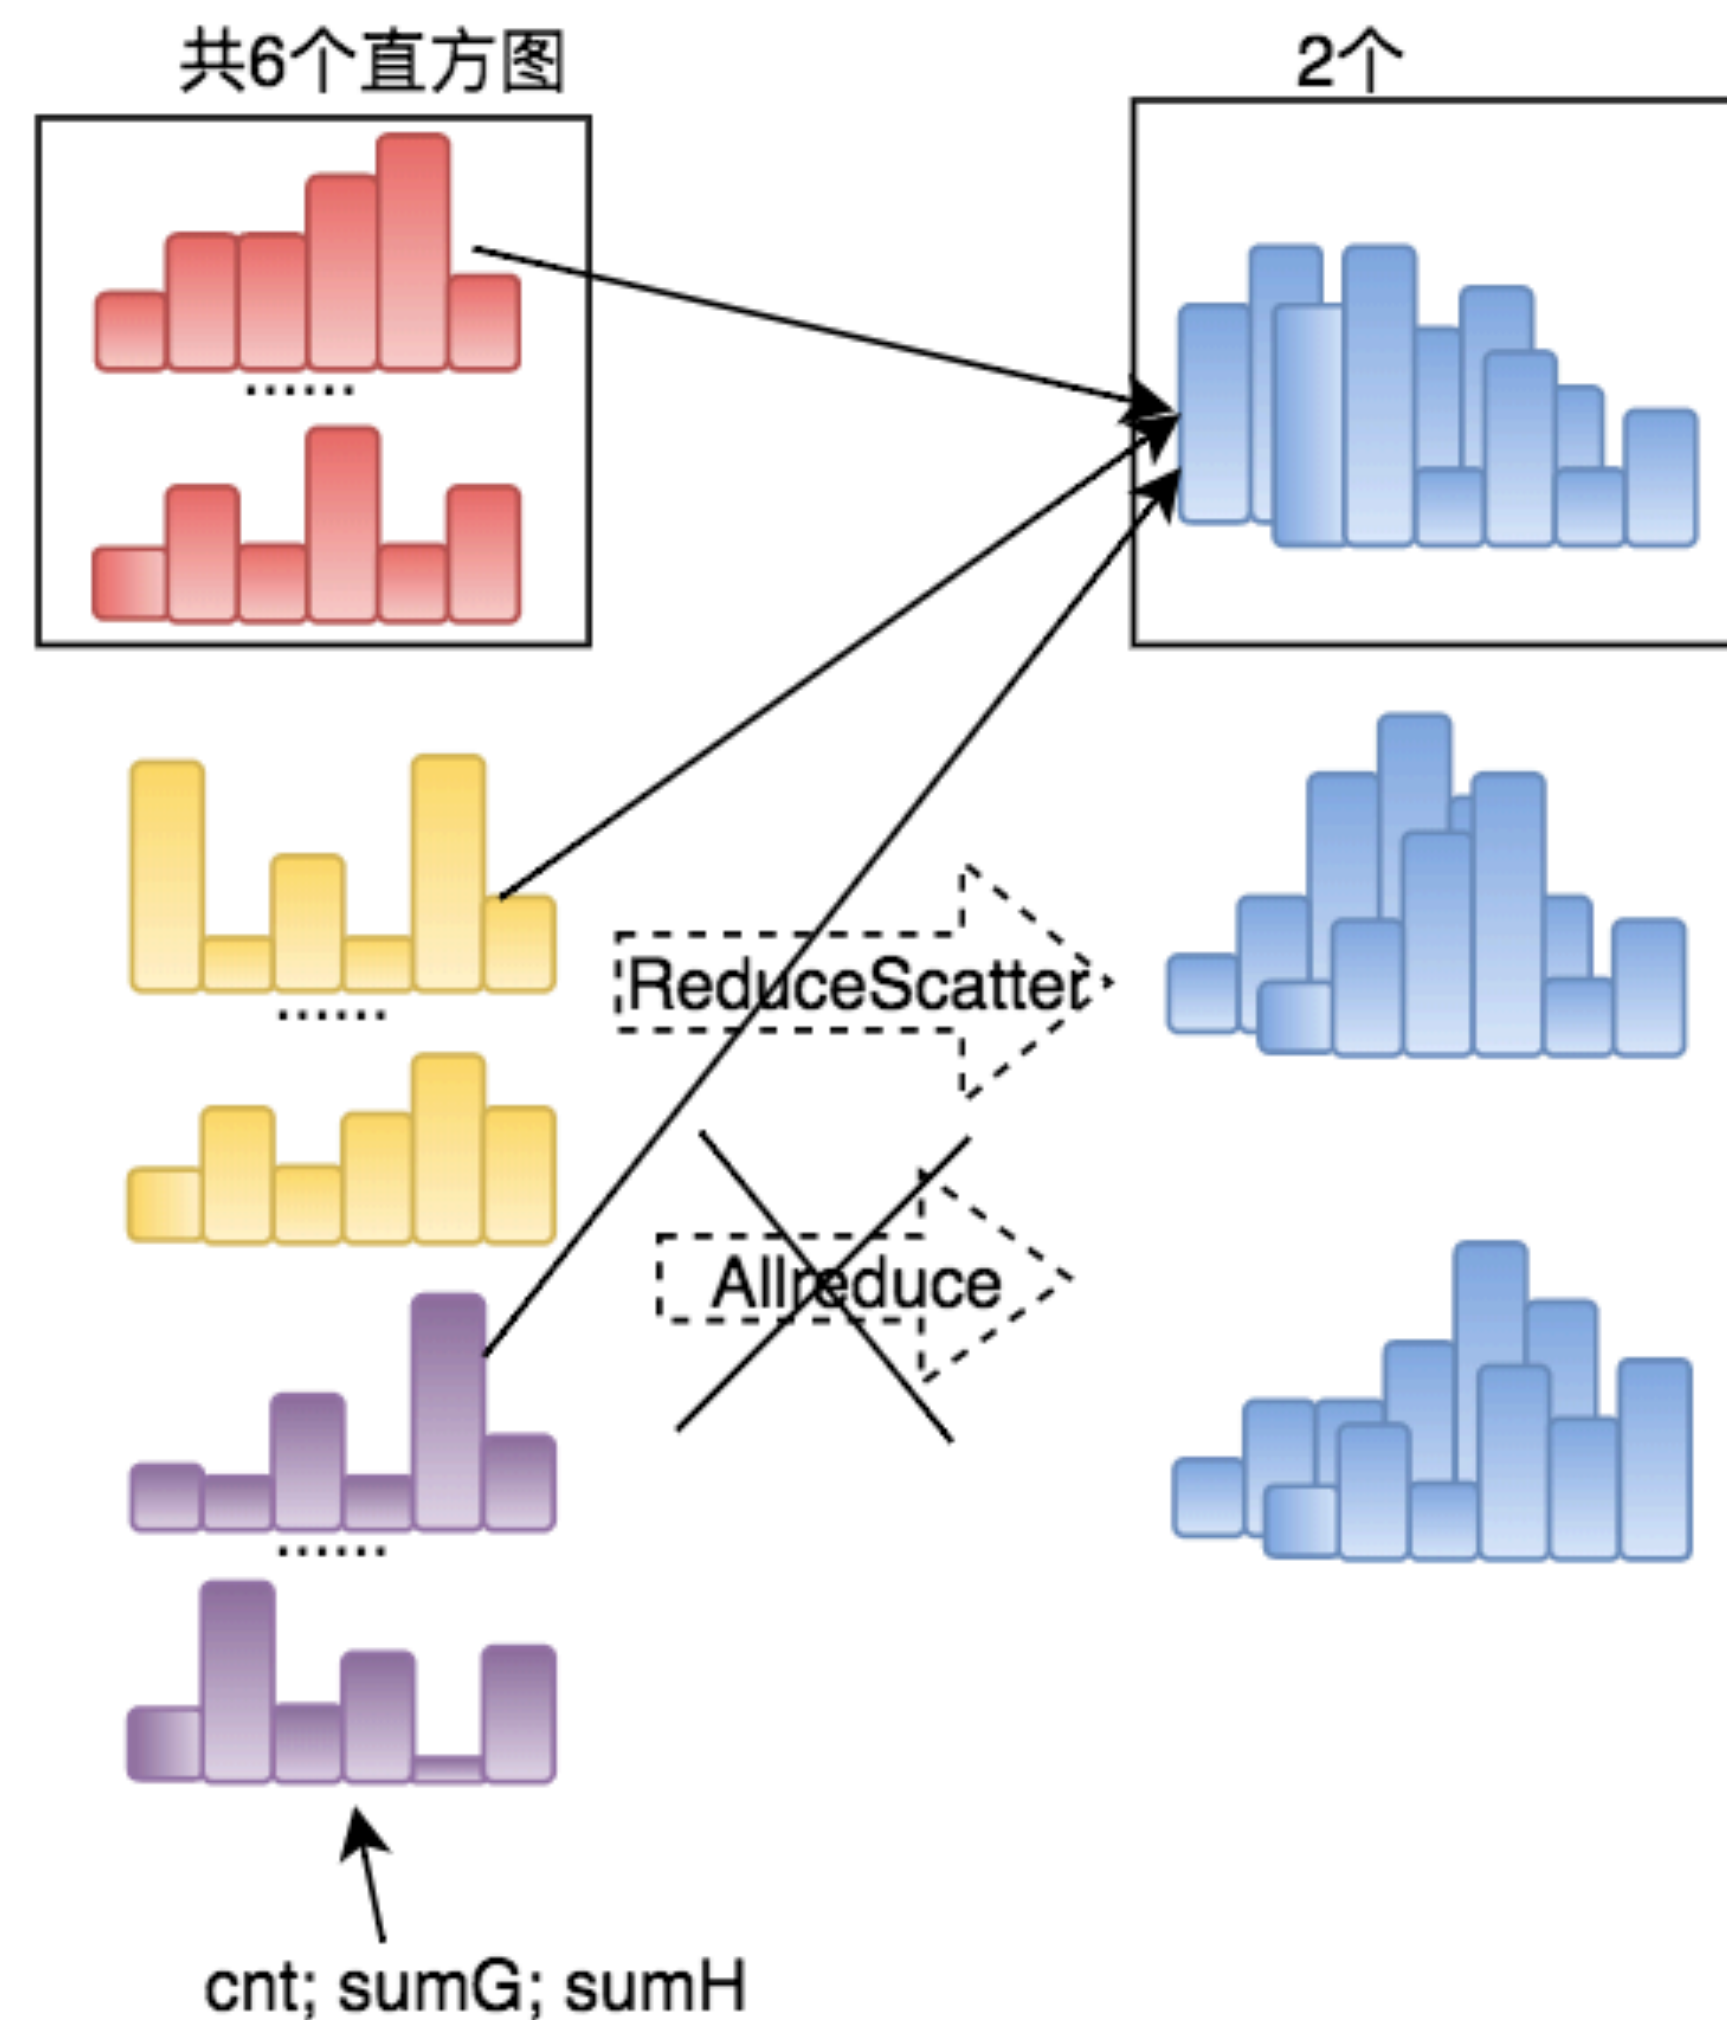 共6个直方图
2个
......
......
ReduceScatter
Allreduce
......
cnt; sumG; sumH